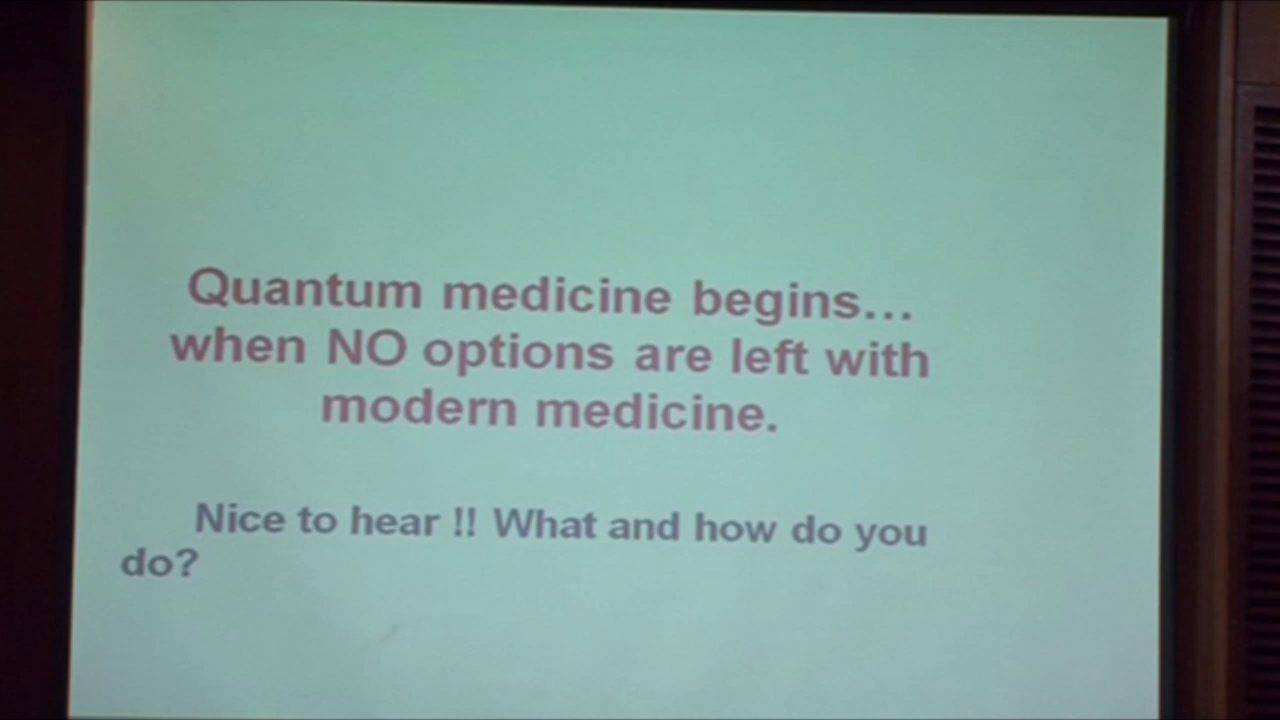 Quantum medicine begins...
when NO options are left with
modern medicine.
Nice to hear !! What and how do you
do?